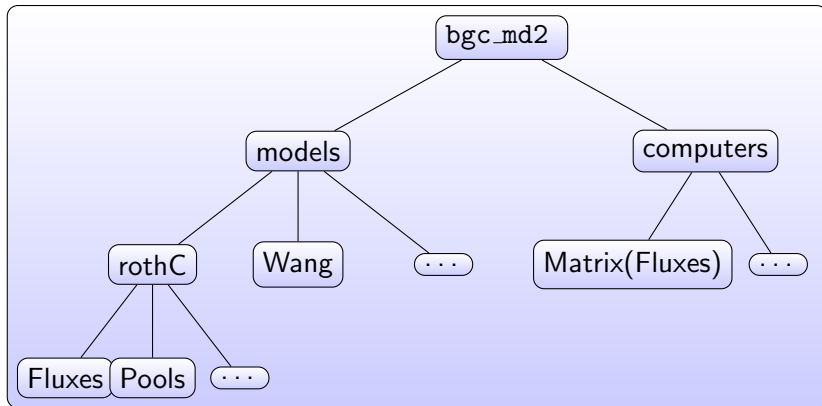 bgc_md2
models
computers
rothC
Wang
...
Matrix(Fluxes)
...
Fluxes
Pools
...